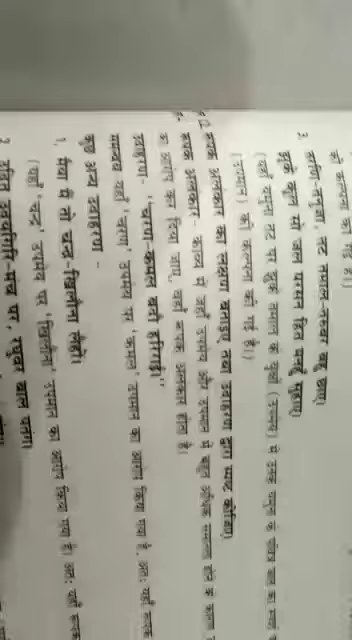 की कल्पना की गई है।)
3. तरनि-तनूजा, तट तमाल-तरुवर बहु छाए।
झुके कूल सों जल परसन हित मनहुँ सुहाए।
(यहाँ यमुना तट पर झुके तमाल के वृक्षों (उपमेय) में उनके यमुना के पवित्र जल का स्पर्श
(उपमान) की कल्पना की गई है।)
रूपक अलंकार का लक्षण बताइए तथा उदाहरण द्वारा स्पष्ट कीजिए।
रूपक अलंकार- काव्य में जहाँ उपमेय और उपमान में बहुत अधिक समानता होने के कारण
का आरोप कर दिया जाए, वहाँ रूपक अलंकार होता है।
उदाहरण - 'चरण-कमल बन्दौं हरिराई।''
समन्वय यहाँ 'चरण' उपमेय पर 'कमल' उपमान का आरोप किया गया है, अतः यहाँ रूपक
कुछ अन्य उदाहरण -
1. मैया मैं तो चन्द्र-खिलौना लैहों।
(यहाँ 'चन्द्र' उपमेय पर 'खिलौना' उपमान का आरोप किया गया है। अतः यहाँ रूपक
2. उदित उदयगिरि-मंच पर, रघुबर बाल पतंग।